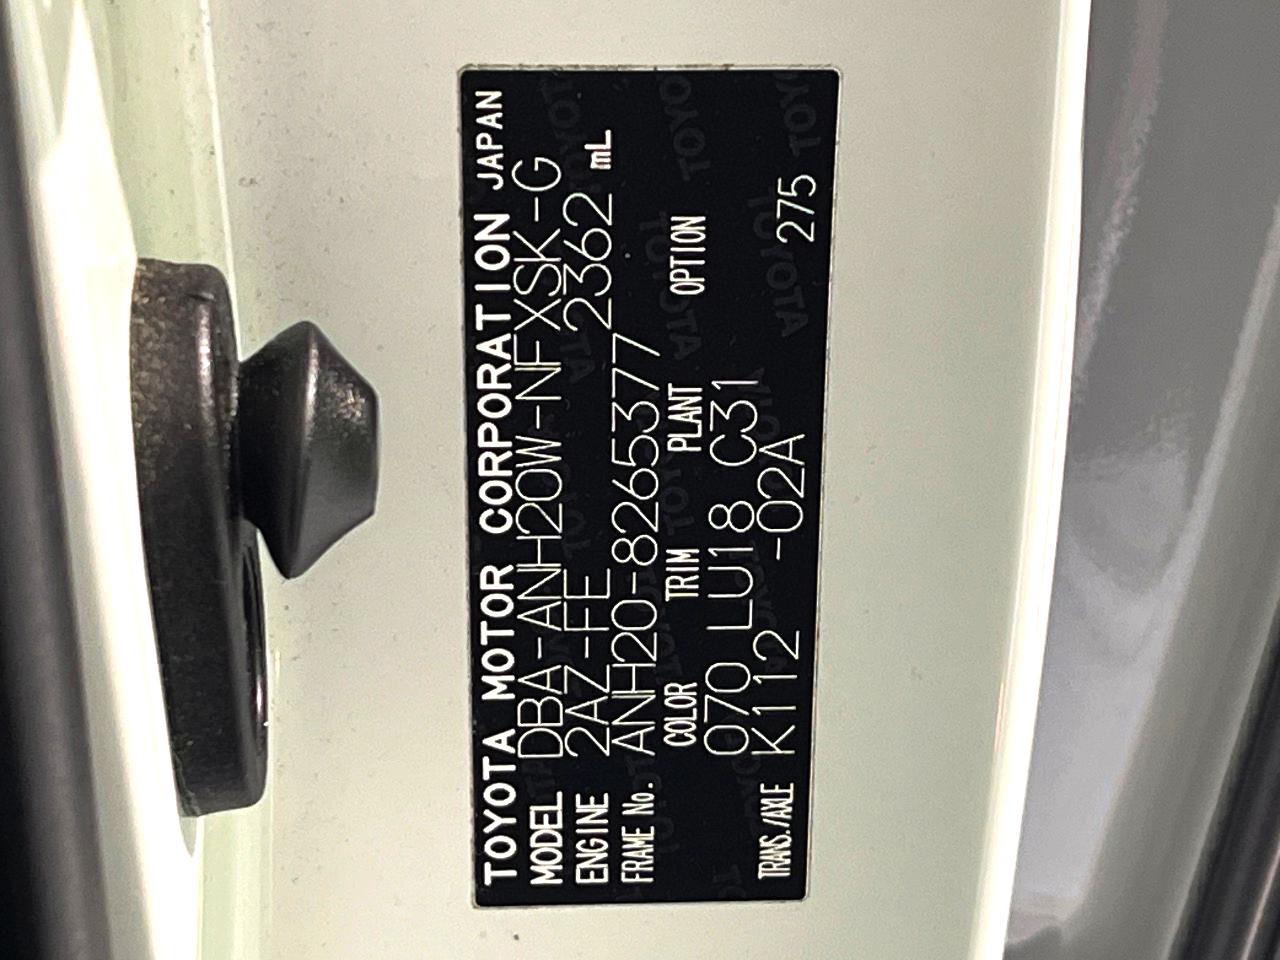 TOYOTA MOTOR CORPORATION JAPAN
MODEL DBA-ANH20W-NFXSK-G
ENGINE 2AZ-FE 2362 mL
FRAME No. ANH20-8265377
COLOR TRIM PLANT OPTION
070 LU18 C31
TRANS./AXLE K112 -02A 275